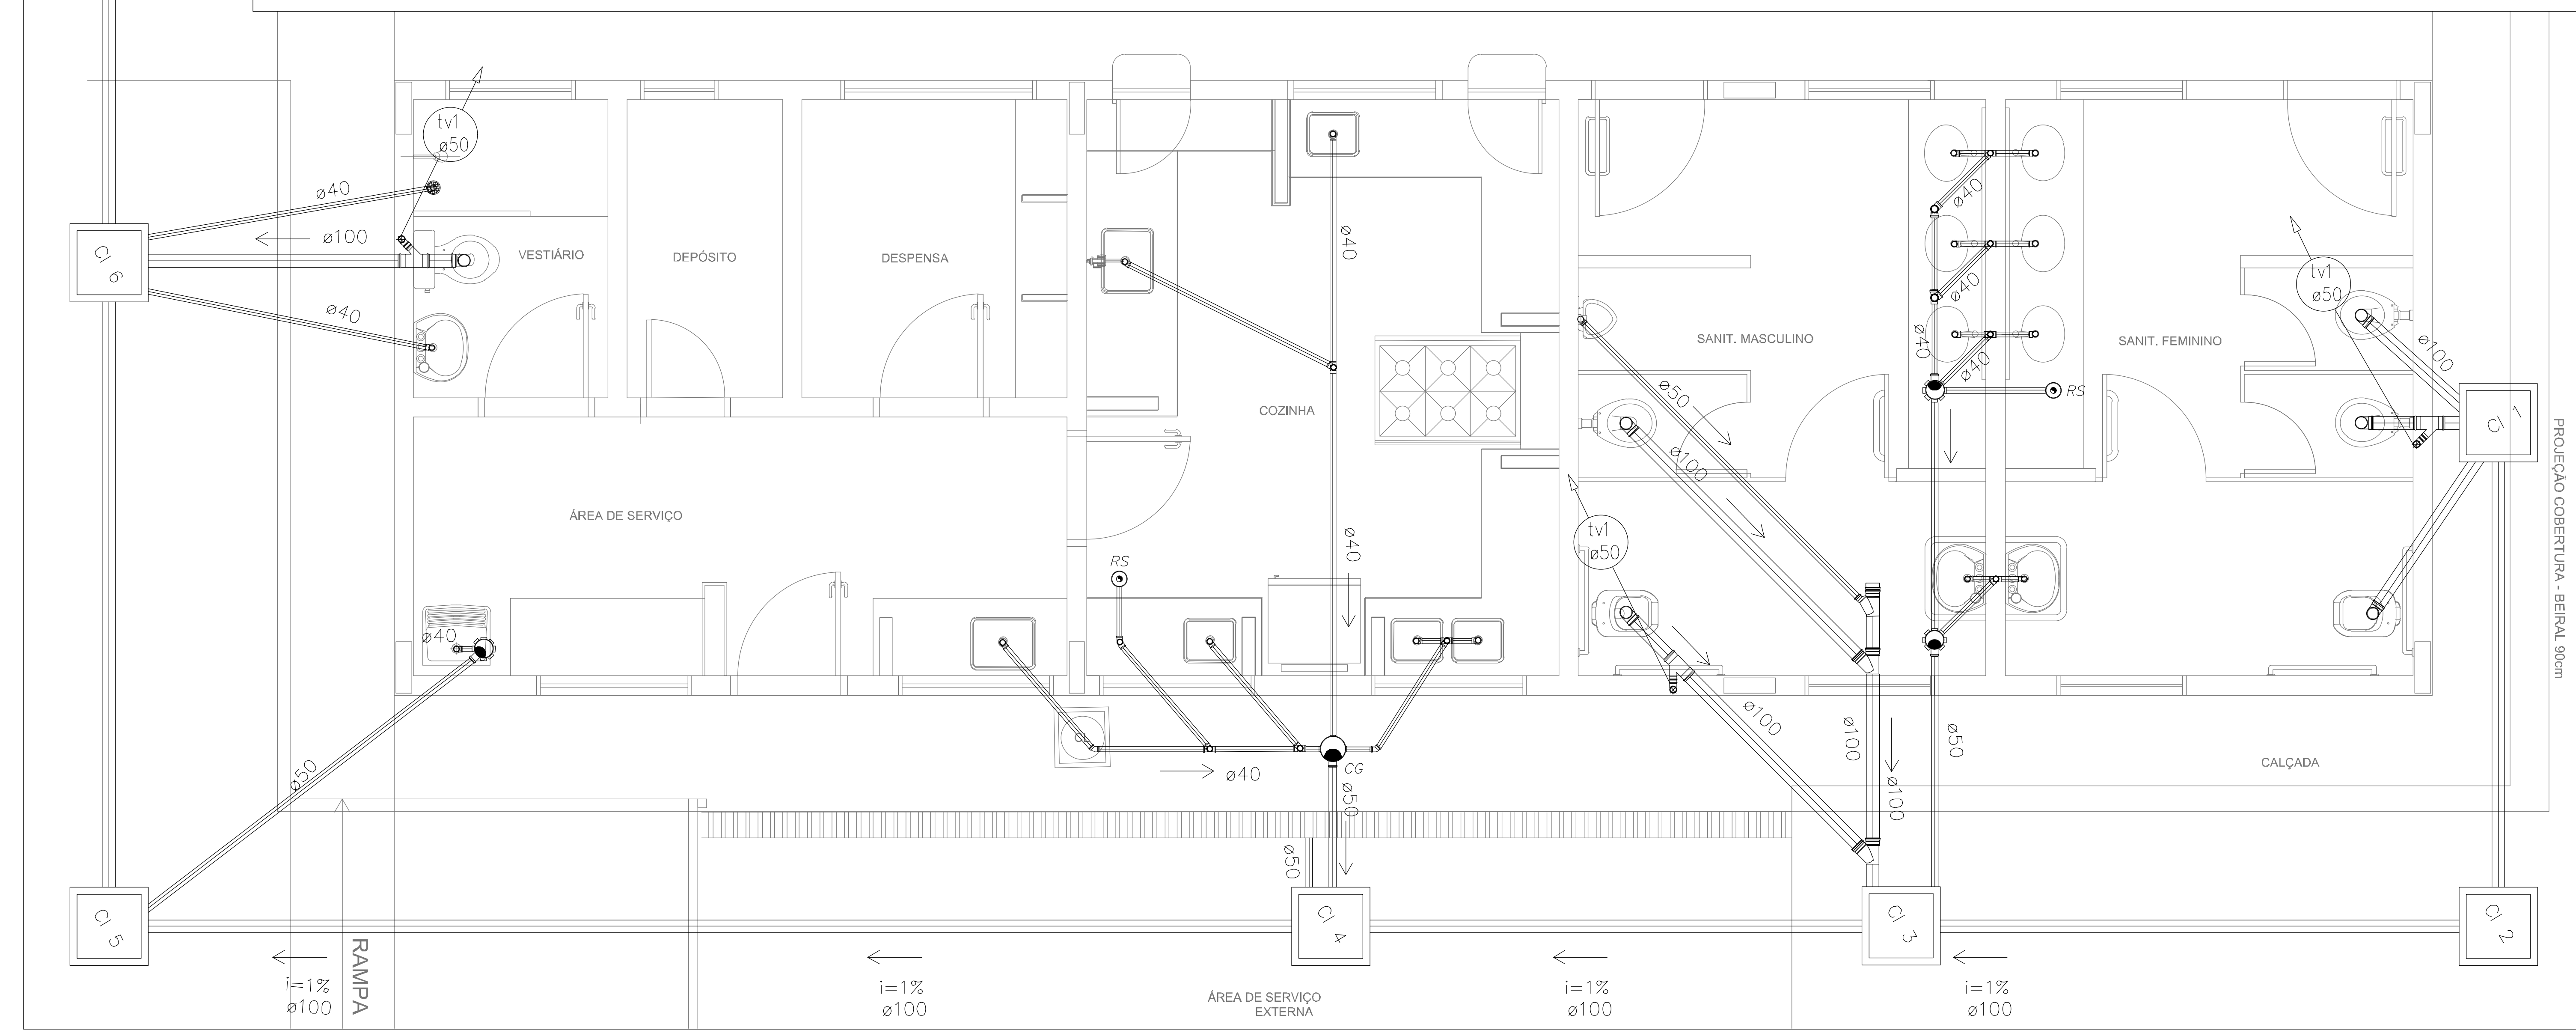 tv1
ø50
ø40
ø100
ø40
CI 6
VESTIÁRIO
DEPÓSITO
DESPENSA
ÁREA DE SERVIÇO
ø40
ø50
COZINHA
ø40
ø40
RS
CL
ø40
CG
ø50
ø50
SANIT. MASCULINO
ø50
ø100
tv1
ø50
ø100
ø100
ø100
ø40
ø40
ø40
ø40
RS
ø50
SANIT. FEMININO
tv1
ø50
ø100
CI 1
PROJEÇÃO COBERTURA - BEIRAL 90cm
CALÇADA
CI 5
CI 4
CI 3
CI 2
RAMPA
i=1%
ø100
i=1%
ø100
ÁREA DE SERVIÇO
EXTERNA
i=1%
ø100
i=1%
ø100